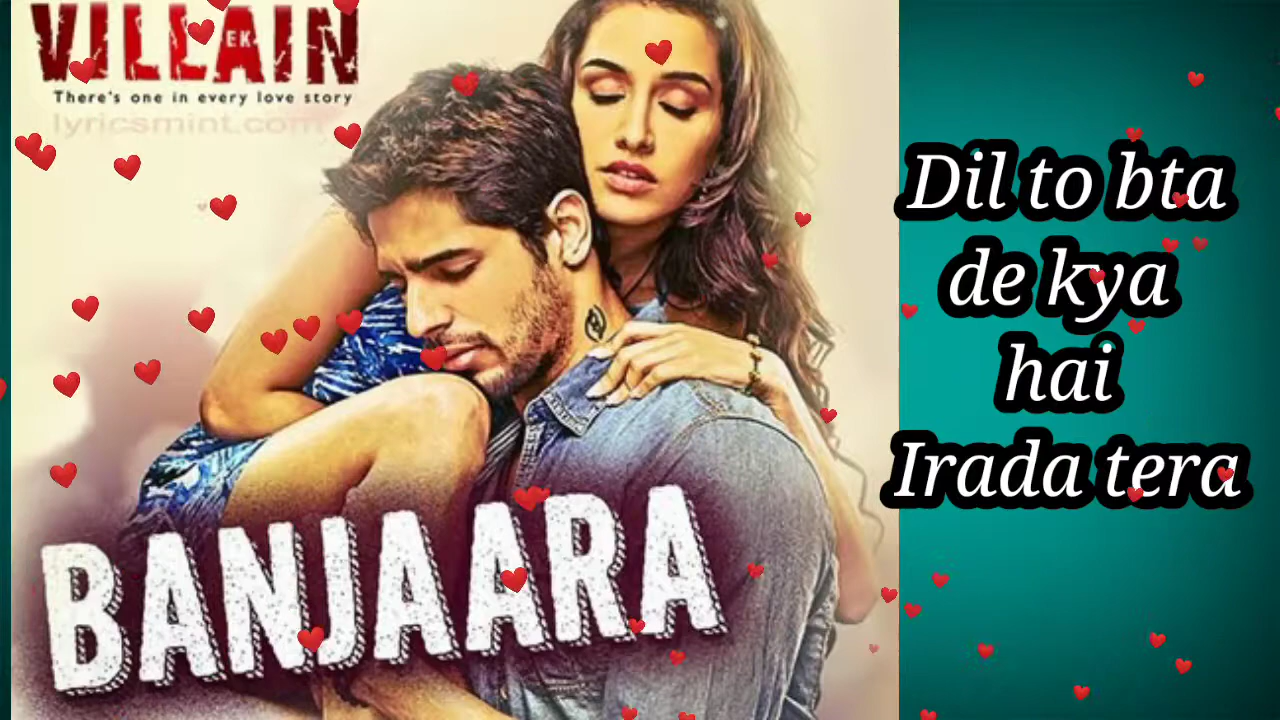 EK
VILLAIN
There's one in every love story
lyricsmint.com
BANJAARA
Dil to bta
de kya
hai
Irada tera